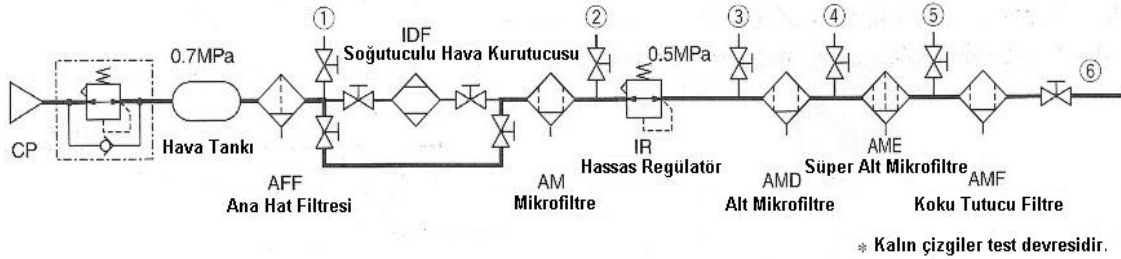 ① ② ③ ④ ⑤ ⑥
IDF
Soğutuculu Hava Kurutucusu
0.7MPa
0.5MPa
CP
Hava Tankı
AFF
Ana Hat Filtresi
AM
Mikrofiltre
IR
Hassas Regülatör
AMD
Alt Mikrofiltre
AME
Süper Alt Mikrofiltre
AMF
Koku Tutucu Filtre
* Kalın çizgiler test devresidir.